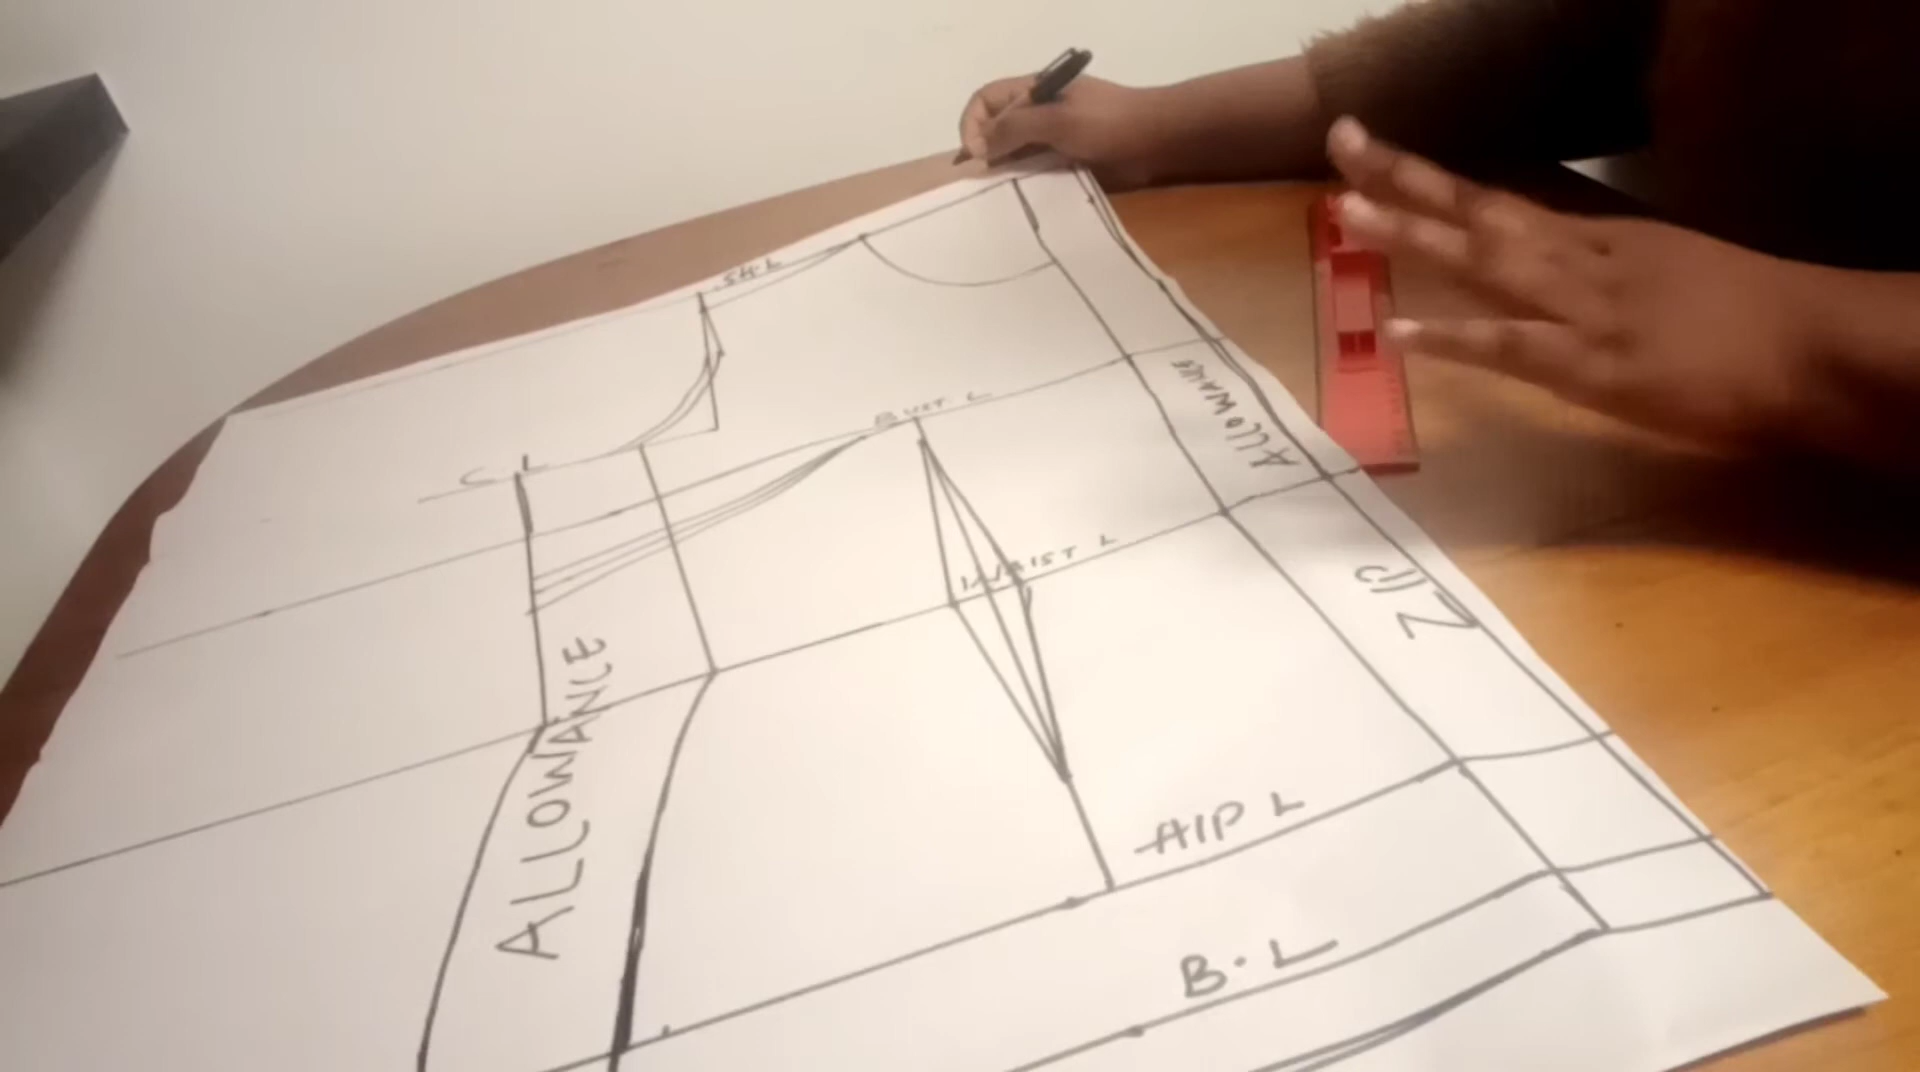 SH.L
BUST L
C L
ALLOWANCE
WAIST L
ZIP
ALLOWANCE
HIP L
B.L